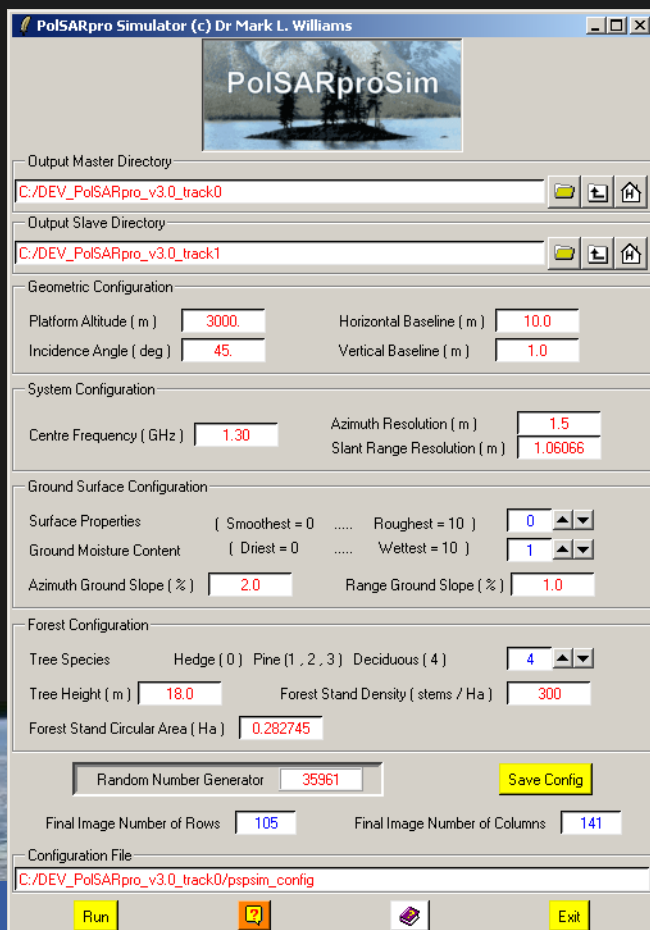 PolSARpro Simulator (c) Dr Mark L. Williams
PolSARproSim
Output Master Directory
C:/DEV_PolSARpro_v3.0_track0
H
Output Slave Directory
C:/DEV_PolSARpro_v3.0_track1
H
Geometric Configuration
Platform Altitude ( m ) 3000. Horizontal Baseline ( m ) 10.0
Incidence Angle ( deg ) 45. Vertical Baseline ( m ) 1.0
System Configuration
Centre Frequency ( GHz ) 1.30 Azimuth Resolution ( m ) 1.5
Slant Range Resolution ( m ) 1.06066
Ground Surface Configuration
Surface Properties ( Smoothest = 0 ..... Roughest = 10 ) 0
Ground Moisture Content ( Driest = 0 ..... Wettest = 10 ) 1
Azimuth Ground Slope ( % ) 2.0 Range Ground Slope ( % ) 1.0
Forest Configuration
Tree Species Hedge ( 0 ) Pine (1 , 2 , 3 ) Deciduous ( 4 ) 4
Tree Height ( m ) 18.0 Forest Stand Density ( stems / Ha ) 300
Forest Stand Circular Area ( Ha ) 0.282745
Random Number Generator 35961 Save Config
Final Image Number of Rows 105 Final Image Number of Columns 141
Configuration File
C:/DEV_PolSARpro_v3.0_track0/pspsim_config
Run ? Exit